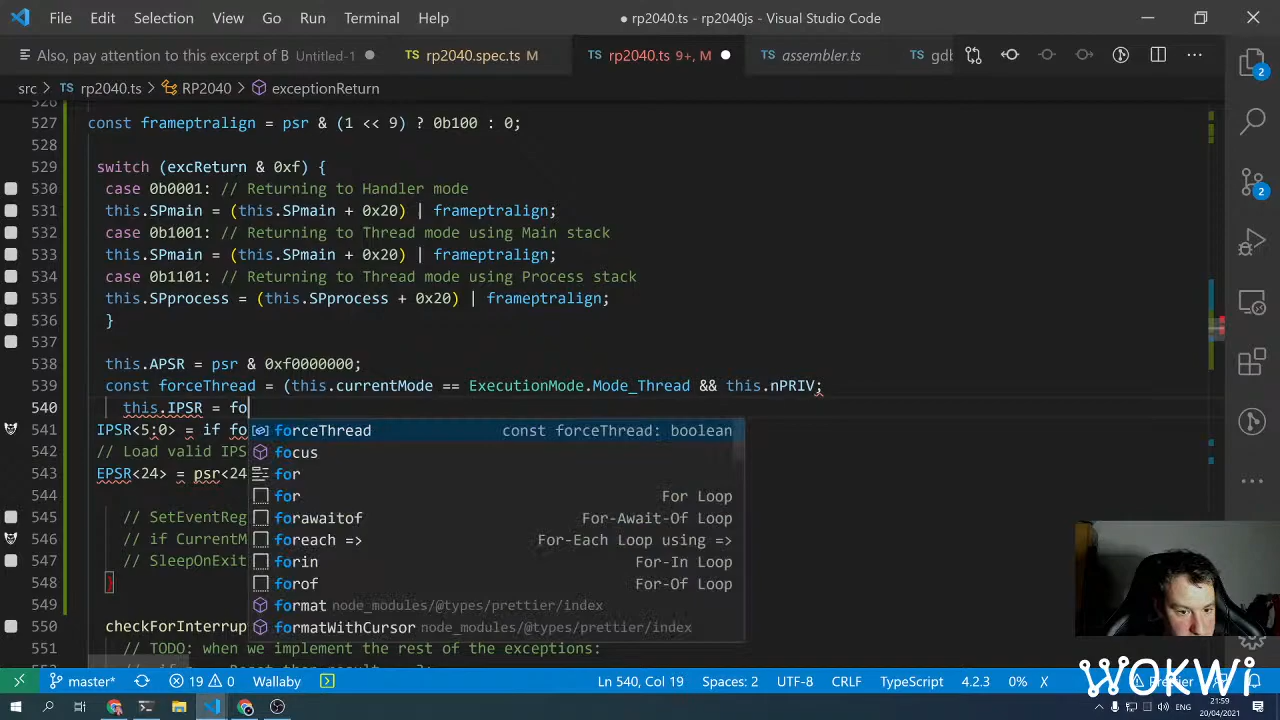 File Edit Selection View Go Run Terminal Help
● rp2040.ts - rp2040js - Visual Studio Code
Also, pay attention to this excerpt of B Untitled-1
TS rp2040.spec.ts M
TS rp2040.ts 9+, M
TS assembler.ts
TS gdb
src > TS rp2040.ts > RP2040 > exceptionReturn
526
527 const frameptralign = psr & (1 << 9) ? 0b100 : 0;
528
529 switch (excReturn & 0xf) {
530 case 0b0001: // Returning to Handler mode
531 this.SPmain = (this.SPmain + 0x20) | frameptralign;
532 case 0b1001: // Returning to Thread mode using Main stack
533 this.SPmain = (this.SPmain + 0x20) | frameptralign;
534 case 0b1101: // Returning to Thread mode using Process stack
535 this.SPprocess = (this.SPprocess + 0x20) | frameptralign;
536 }
537
538 this.APSR = psr & 0xf0000000;
539 const forceThread = (this.currentMode == ExecutionMode.Mode_Thread && this.nPRIV;
540 this.IPSR = fo
541 IPSR<5:0> = if fo
542 // Load valid IPS
543 EPSR<24> = psr<24
544
545 // SetEventReg
546 // if CurrentM
547 // SleepOnExit
548 }
549
550 checkForInterrup
551 // TODO: when we implement the rest of the exceptions:
forceThread const forceThread: boolean
focus
for
for For Loop
forawaitof For-Await-Of Loop
foreach => For-Each Loop using =>
forin For-In Loop
forof For-Of Loop
format node_modules/@types/prettier/index
formatWithCursor node_modules/@types/prettier/index
2
2
WOKWI
master* 19 0 Wallaby Ln 540, Col 19 Spaces: 2 UTF-8 CRLF TypeScript 4.2.3 0% X Prettier
21:59
20/04/2021